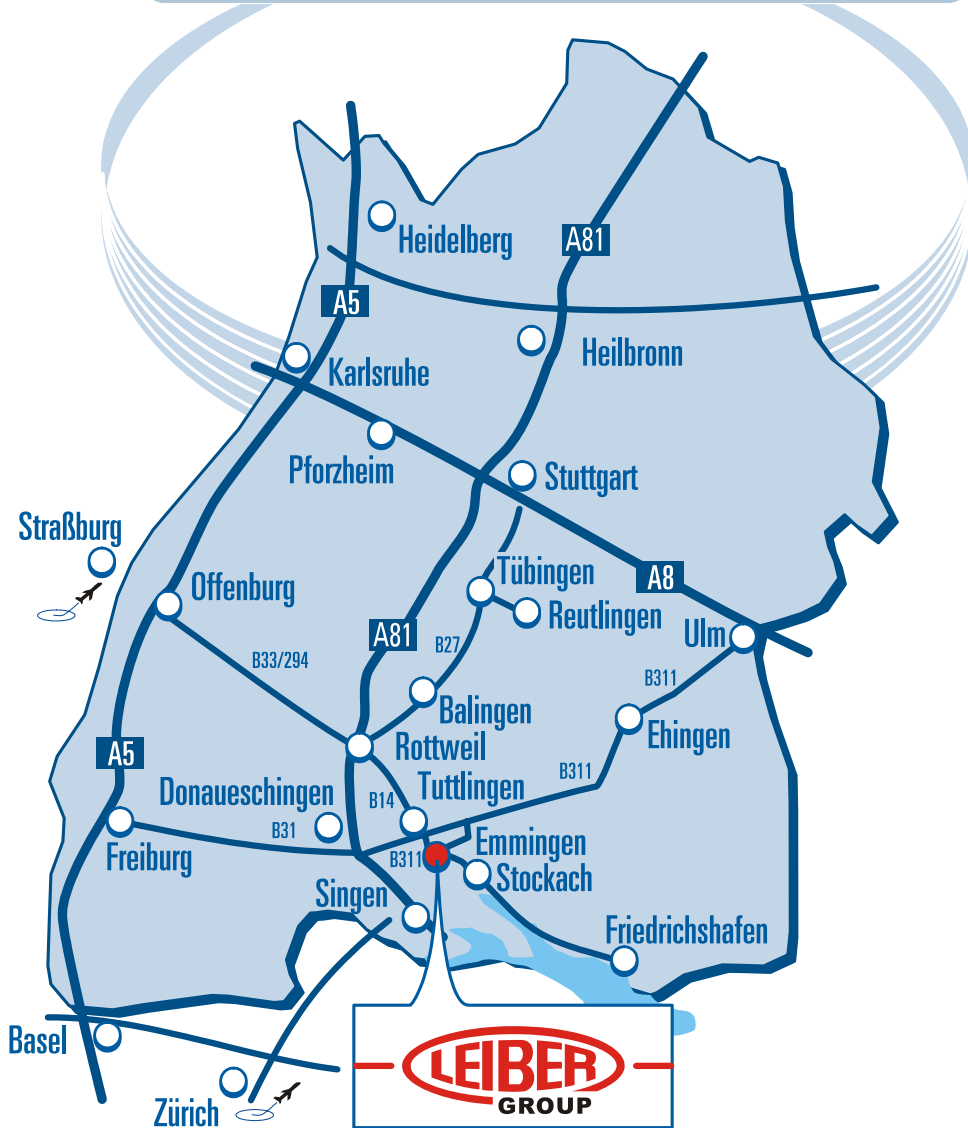 Heidelberg
A81
A5
Heilbronn
Karlsruhe
Pforzheim
Stuttgart
Straßburg
Tübingen
A8
Offenburg
Reutlingen
Ulm
A81
B27
B33/294
B311
Balingen
Ehingen
Rottweil
A5
B311
Tuttlingen
Donaueschingen
B14
B31
Emmingen
Freiburg
B311
Stockach
Singen
Friedrichshafen
Basel
LEIBER
GROUP
Zürich